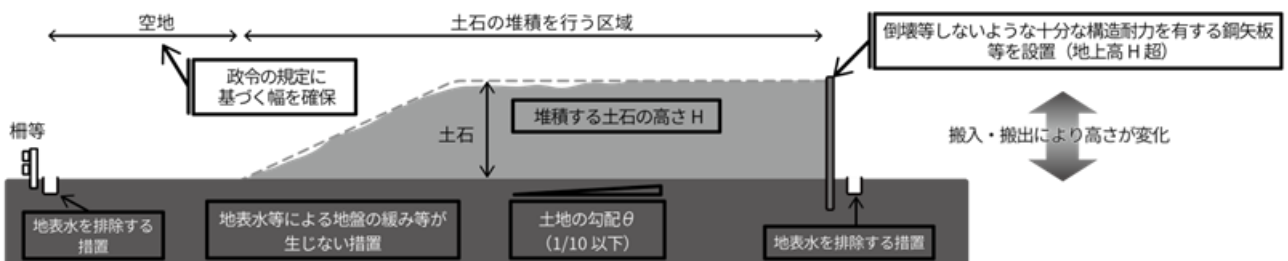 空地
土石の堆積を行う区域
倒壊等しないような十分な構造耐力を有する鋼矢板
等を設置（地上高H超）
政令の規定に
基づく幅を確保
柵等
土石
堆積する土石の高さH
搬入・搬出により高さが変化
地表水を排除する
措置
地表水等による地盤の緩み等が
生じない措置
土地の勾配θ
（1/10以下）
地表水を排除する措置